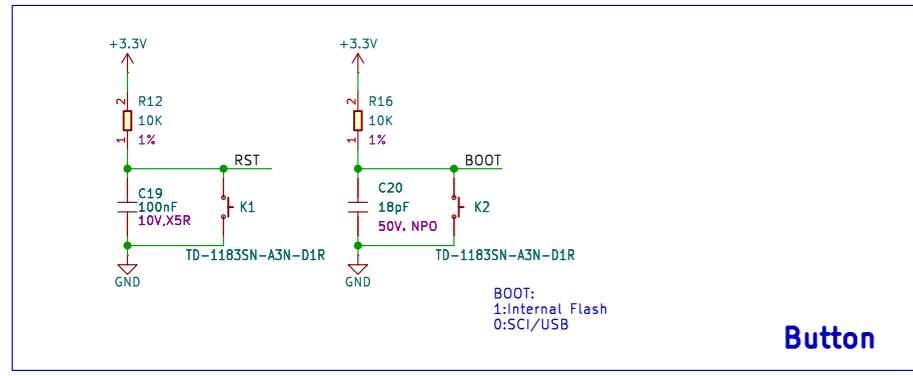 +3.3V
2
R12
10K
1
1%
RST
C19
100nF
10V,X5R
K1
TD-1183SN-A3N-D1R
GND
+3.3V
2
R16
10K
1
1%
BOOT
C20
18pF
50V, NPO
K2
TD-1183SN-A3N-D1R
GND
BOOT:
1:Internal Flash
0:SCI/USB
Button